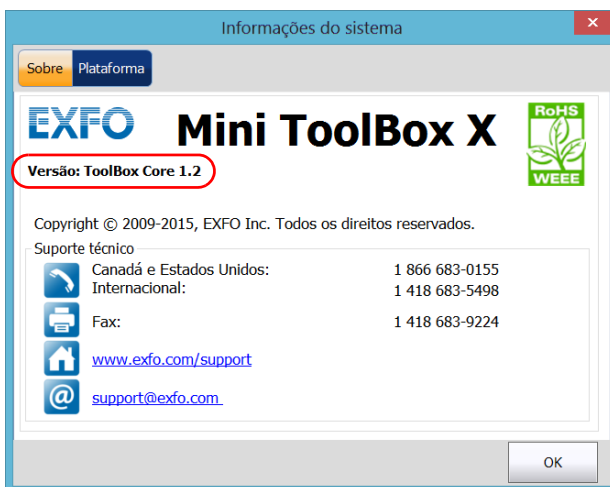 Informações do sistema
Sobre
Plataforma
EXFO
Mini ToolBox X
RoHS
WEEE
Versão: ToolBox Core 1.2
Copyright © 2009-2015, EXFO Inc. Todos os direitos reservados.
Suporte técnico
Canadá e Estados Unidos: 1 866 683-0155
Internacional: 1 418 683-5498
Fax: 1 418 683-9224
www.exfo.com/support
@
support@exfo.com
OK